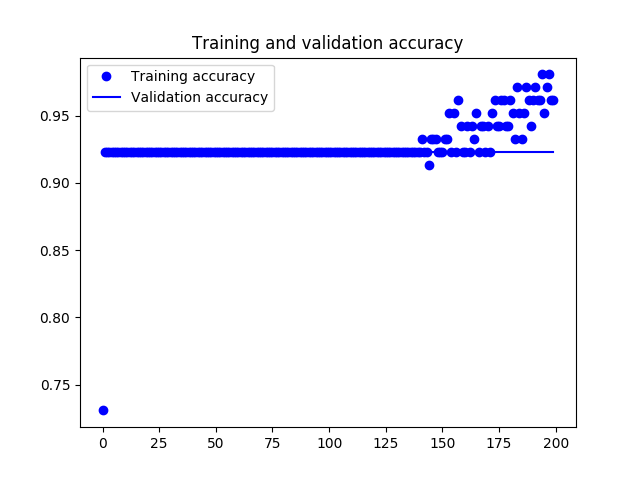 Training and validation accuracy
Training accuracy
Validation accuracy
0.95
0.90
0.85
0.80
0.75
0 25 50 75 100 125 150 175 200